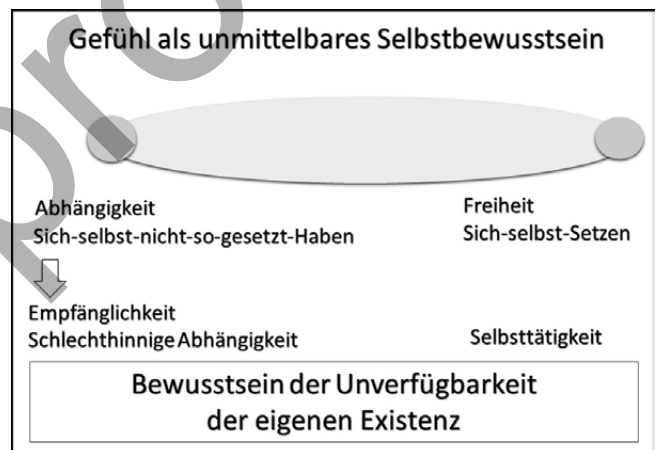 Gefühl als unmittelbares Selbstbewusstsein
Abhängigkeit
Sich-selbst-nicht-so-gesetzt-Haben
Freiheit
Sich-selbst-Setzen
Empfänglichkeit
Schlechthinnige Abhängigkeit
Selbsttätigkeit
Bewusstsein der Unverfügbarkeit
der eigenen Existenz